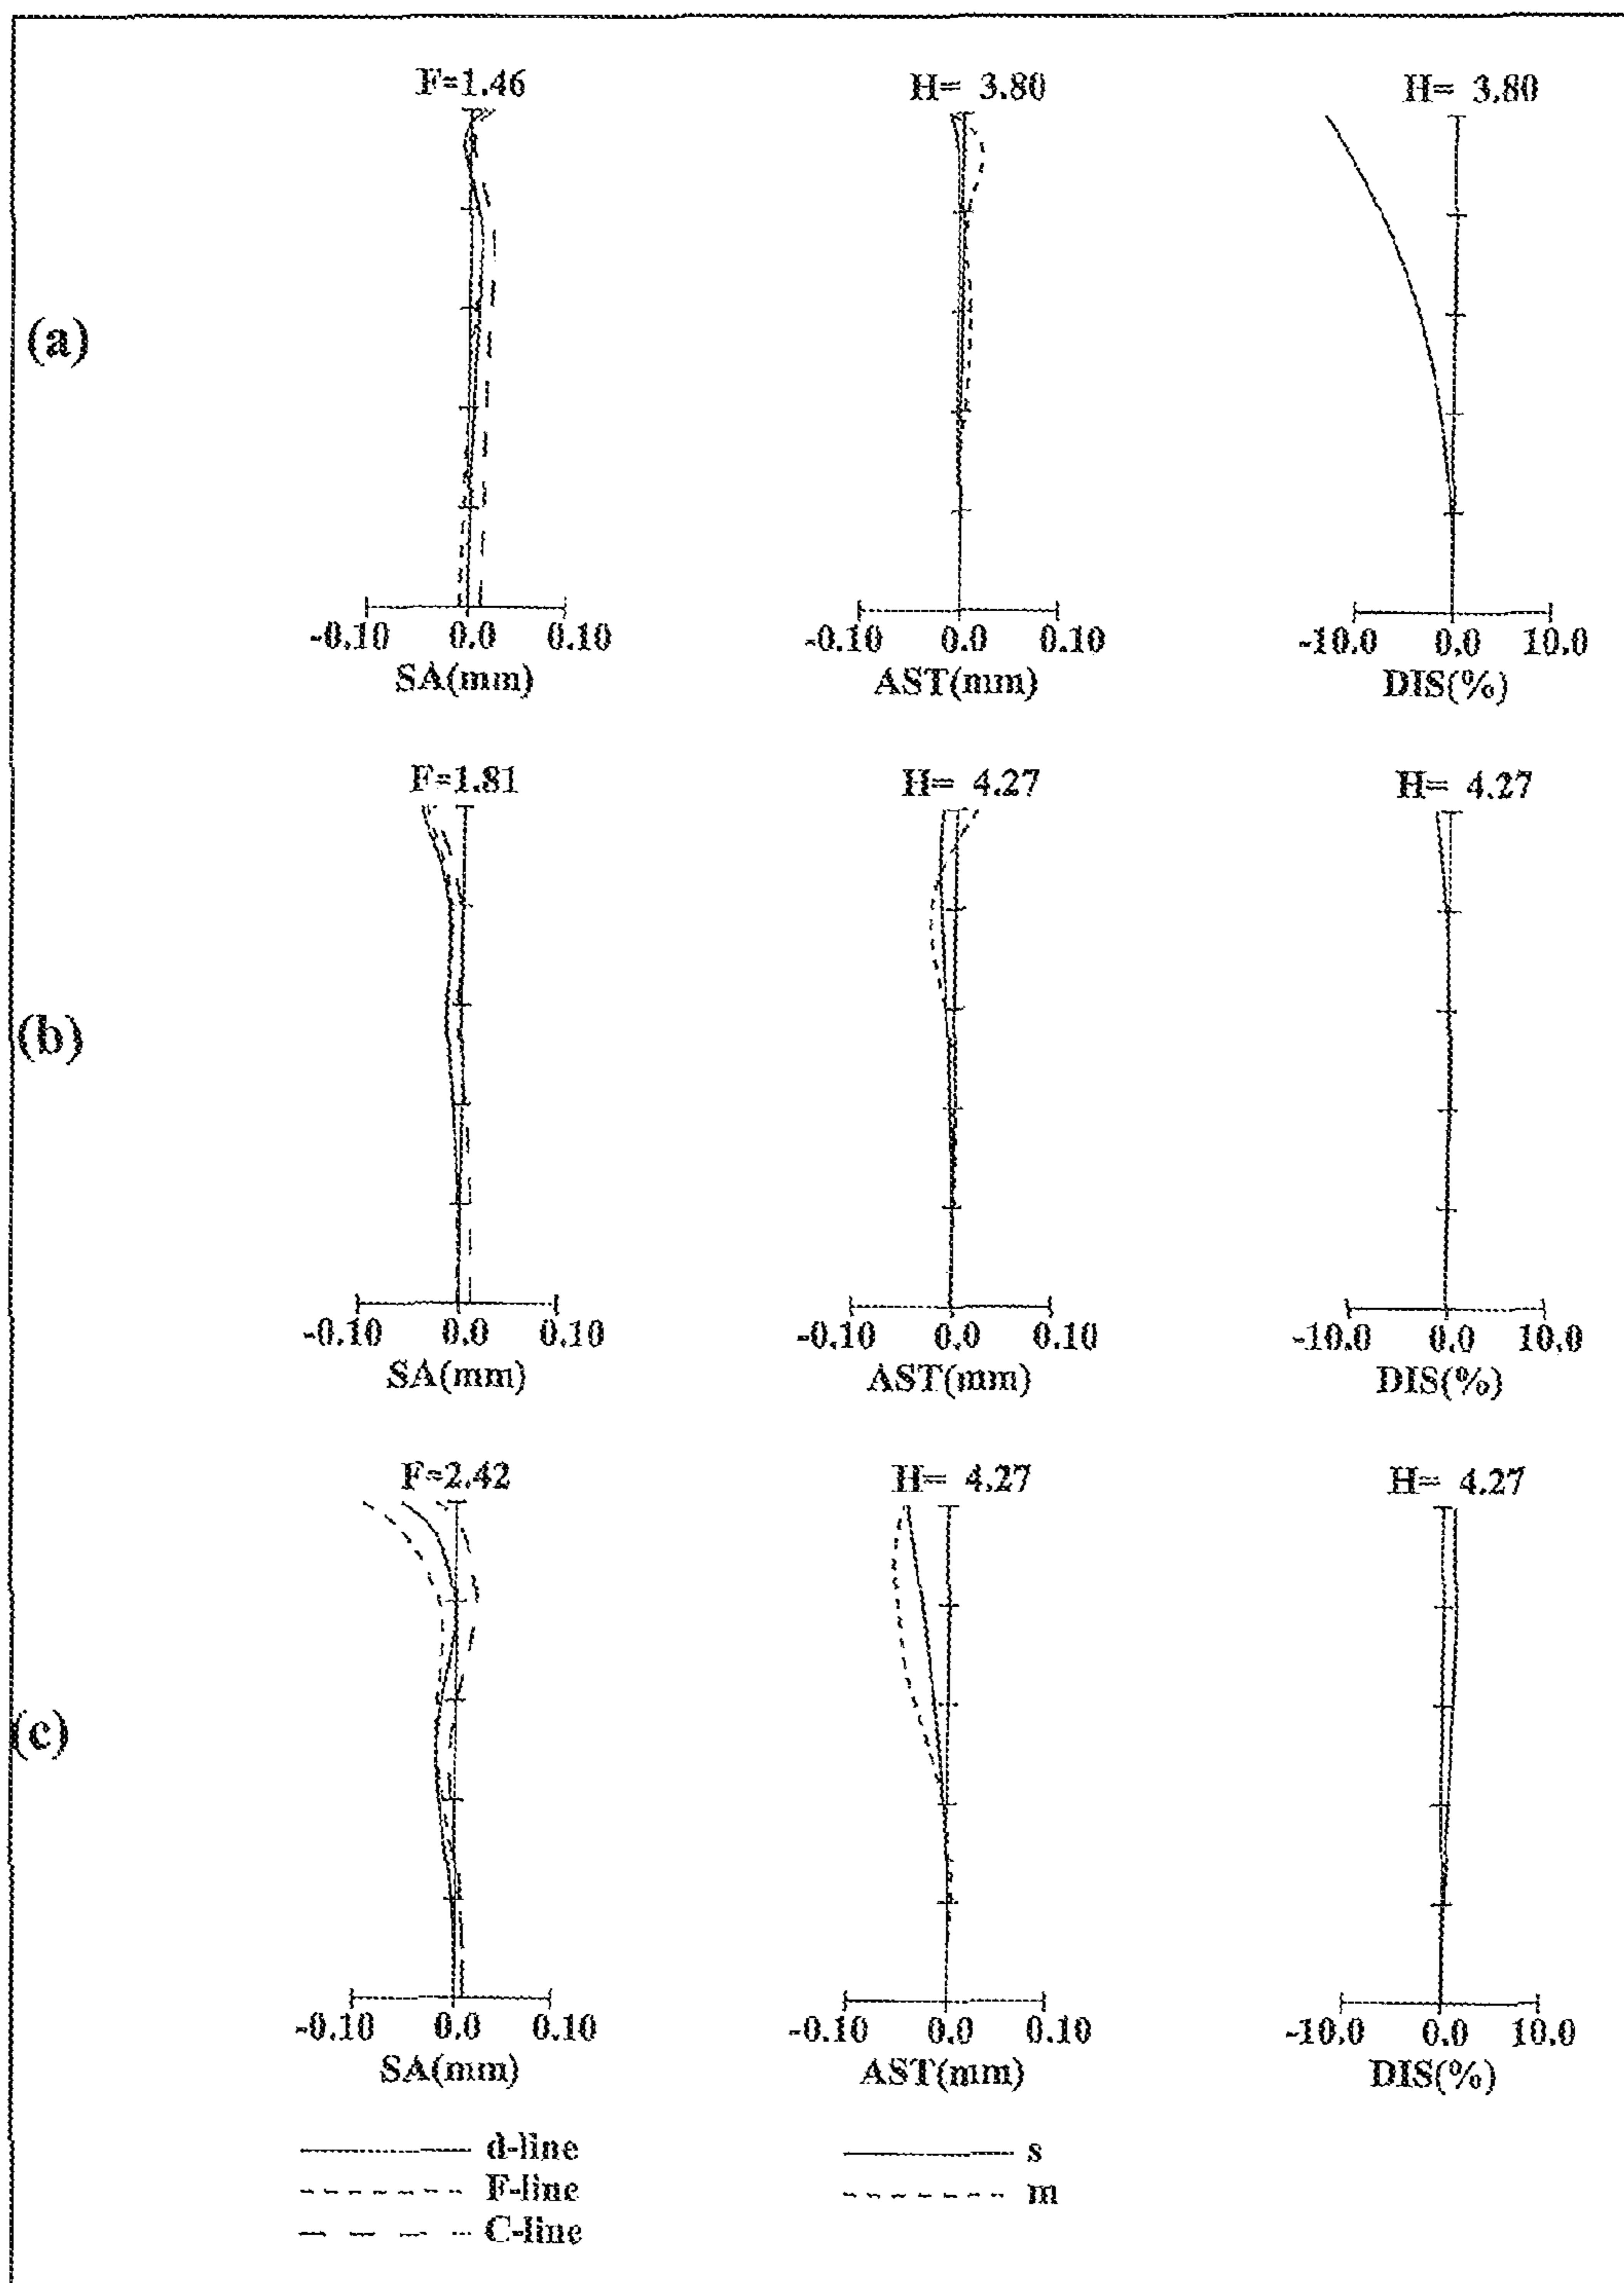 F=1.46 H= 3.80 H= 3.80
(a)
-0.10 0.0 0.10 -0.10 0.0 0.10 -10.0 0.0 10.0
SA(mm) AST(mm) DIS(%)
F=1.81 H= 4.27 H= 4.27
(b)
-0.10 0.0 0.10 -0.10 0.0 0.10 -10.0 0.0 10.0
SA(mm) AST(mm) DIS(%)
F=2.42 H= 4.27 H= 4.27
(c)
-0.10 0.0 0.10 -0.10 0.0 0.10 -10.0 0.0 10.0
SA(mm) AST(mm) DIS(%)
d-line s
F-line m
C-line